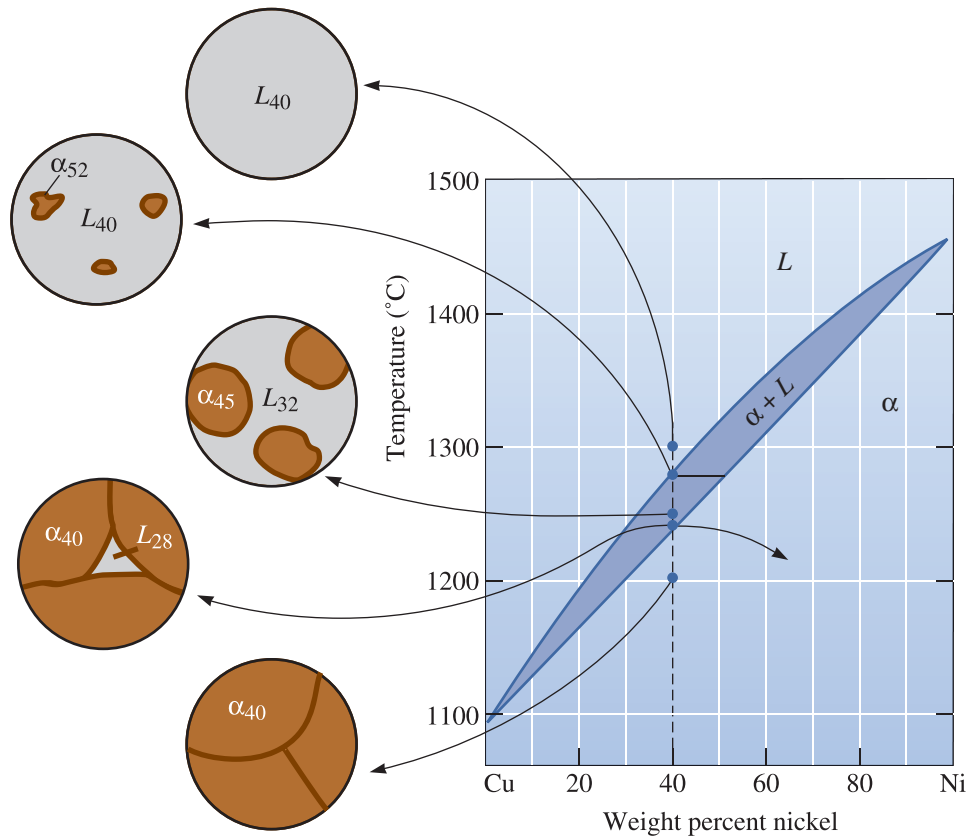 L40
α52
L40
α45
L32
α40
L28
α40
1500
1400
1300
1200
1100
Temperature (°C)
L
α + L
α
Cu 20 40 60 80 Ni
Weight percent nickel